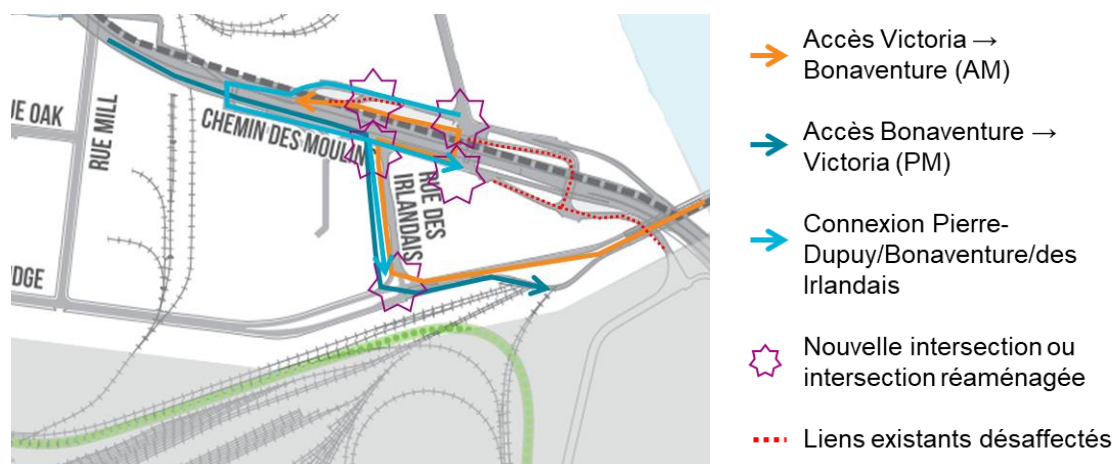 UE OAK
RUE MILL
CHEMIN DES MOULINS
RUE DES
IRLANDAIS
DGE
Accès Victoria →
Bonaventure (AM)
Accès Bonaventure →
Victoria (PM)
Connexion Pierre-
Dupuy/Bonaventure/des
Irlandais
Nouvelle intersection ou
intersection réaménagée
Liens existants désaffectés